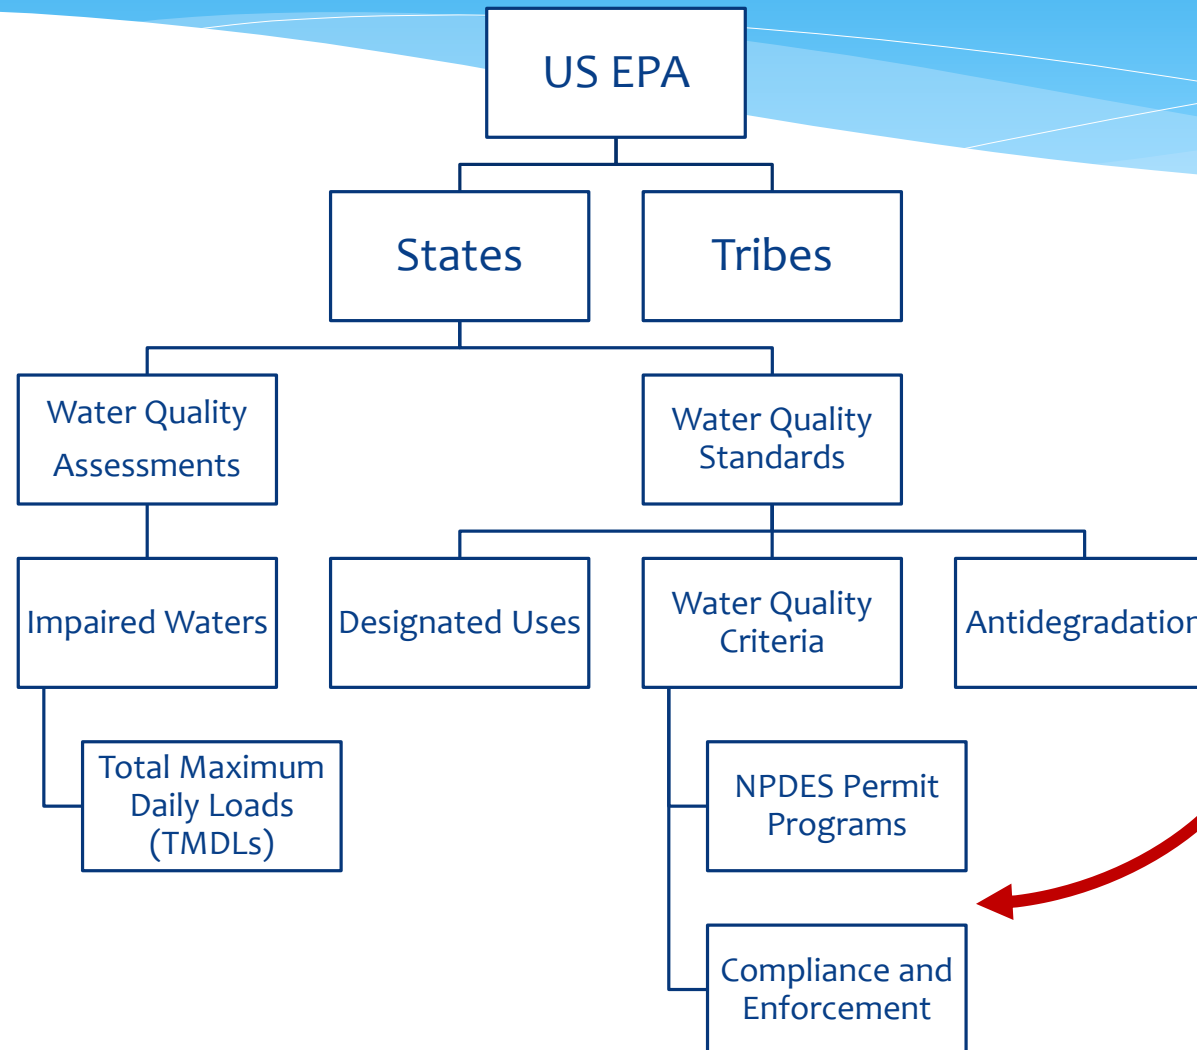 US EPA
States
Tribes
Water Quality
Assessments
Water Quality
Standards
Impaired Waters
Designated Uses
Water Quality
Criteria
Antidegradation
Total Maximum
Daily Loads
(TMDLs)
NPDES Permit
Programs
Compliance and
Enforcement